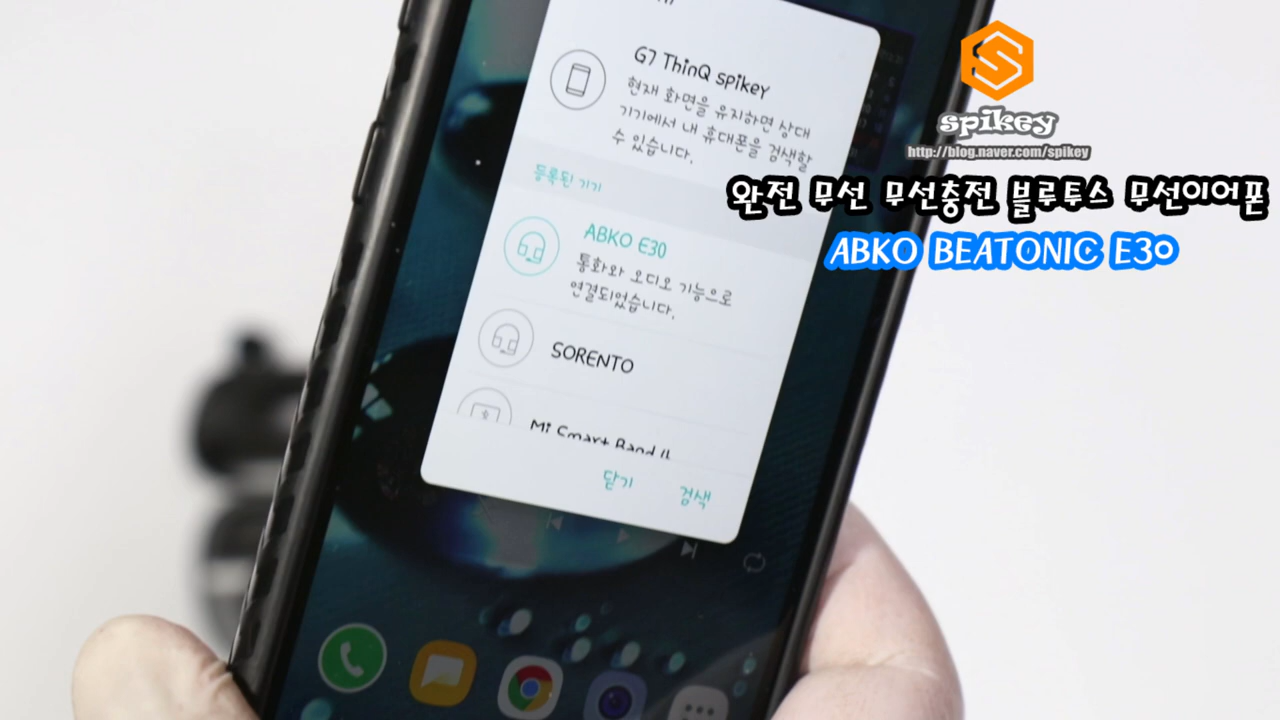 spikey
http://blog.naver.com/spikey
완전 무선 무선충전 블루투스 무선이어폰
ABKO BEATONIC E30
G7 ThinQ spikey
현재 화면을 유지하면 상대
기기에서 내 휴대폰을 검색할
수 있습니다.
등록된 기기
ABKO E30
통화와 오디오 기능으로
연결되었습니다.
SORENTO
Mi Smart Band 4
닫기 검색